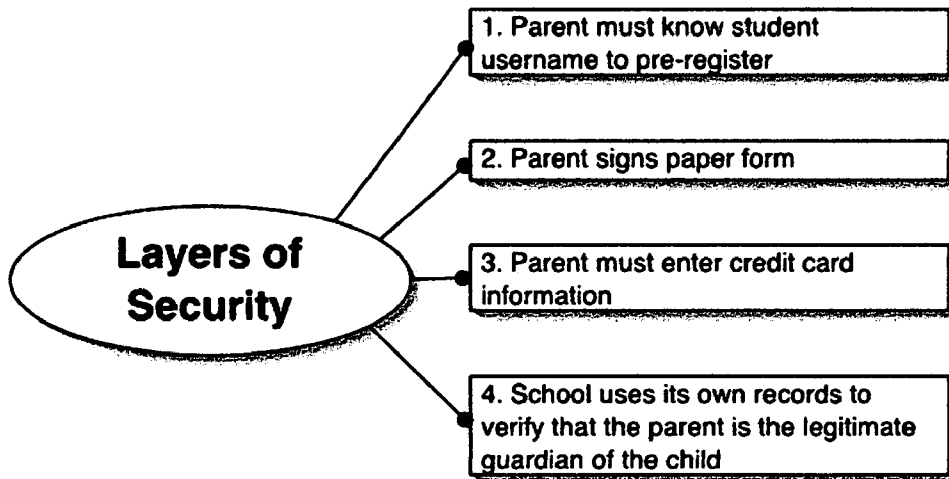 1. Parent must know student
username to pre-register
2. Parent signs paper form
Layers of
Security
3. Parent must enter credit card
information
4. School uses its own records to
verify that the parent is the legitimate
guardian of the child